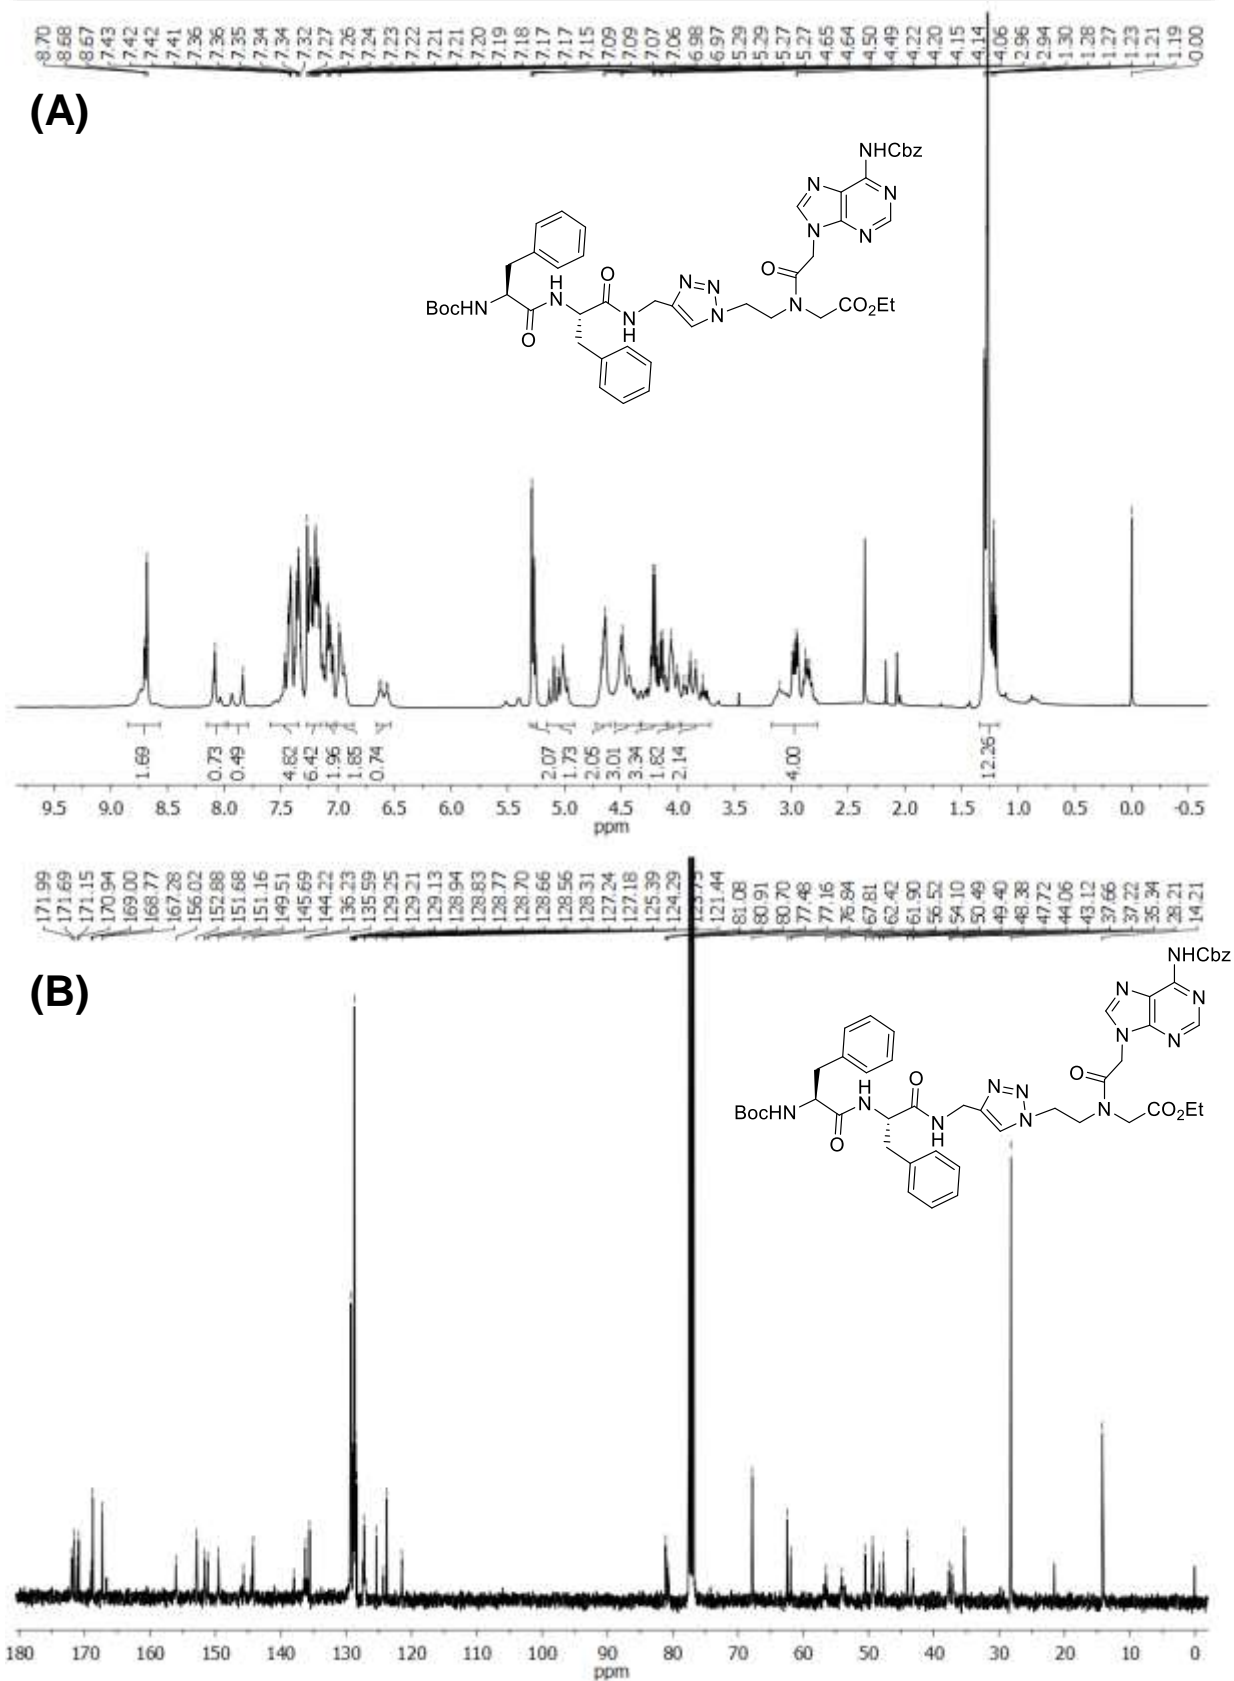 8.70 8.68 8.67 7.43 7.42 7.42 7.41 7.36 7.36 7.35 7.34 7.34 7.32 7.27 7.26 7.24 7.23 7.22 7.21 7.21 7.20 7.19 7.18 7.17 7.17 7.15 7.09 7.09 7.07 7.06 6.98 6.97 5.29 5.29 5.27 5.27 4.65 4.64 4.50 4.49 4.22 4.20 4.15 4.14 4.06 2.96 2.94 1.30 1.28 1.27 1.23 1.21 1.19 0.00
(A)
NHCbz
N N
N N
O
H
N O N=N
BocHN N N CO2Et
O N
H
1.69 0.73 0.49 4.82 6.42 1.96 1.85 0.74 2.07 1.73 2.05 3.01 3.34 1.82 2.14 4.00 12.26
9.5 9.0 8.5 8.0 7.5 7.0 6.5 6.0 5.5 5.0 4.5 4.0 3.5 3.0 2.5 2.0 1.5 1.0 0.5 0.0 -0.5
ppm
171.99 171.69 171.15 170.94 169.00 168.77 167.28 156.02 152.88 151.68 151.16 149.51 145.69 144.22 136.23 135.59 129.25 129.21 129.13 128.94 128.83 128.77 128.70 128.66 128.56 128.31 127.24 127.18 125.39 124.29 123.75 121.44 81.08 80.91 80.70 77.48 77.16 76.84 67.81 62.42 61.90 56.52 54.10 50.49 49.40 48.38 47.72 44.06 43.12 37.66 37.22 35.34 28.21 14.21
(B)
NHCbz
N N
N N
O
H
N O N=N
BocHN N N CO2Et
O N
H
180 170 160 150 140 130 120 110 100 90 80 70 60 50 40 30 20 10 0
ppm